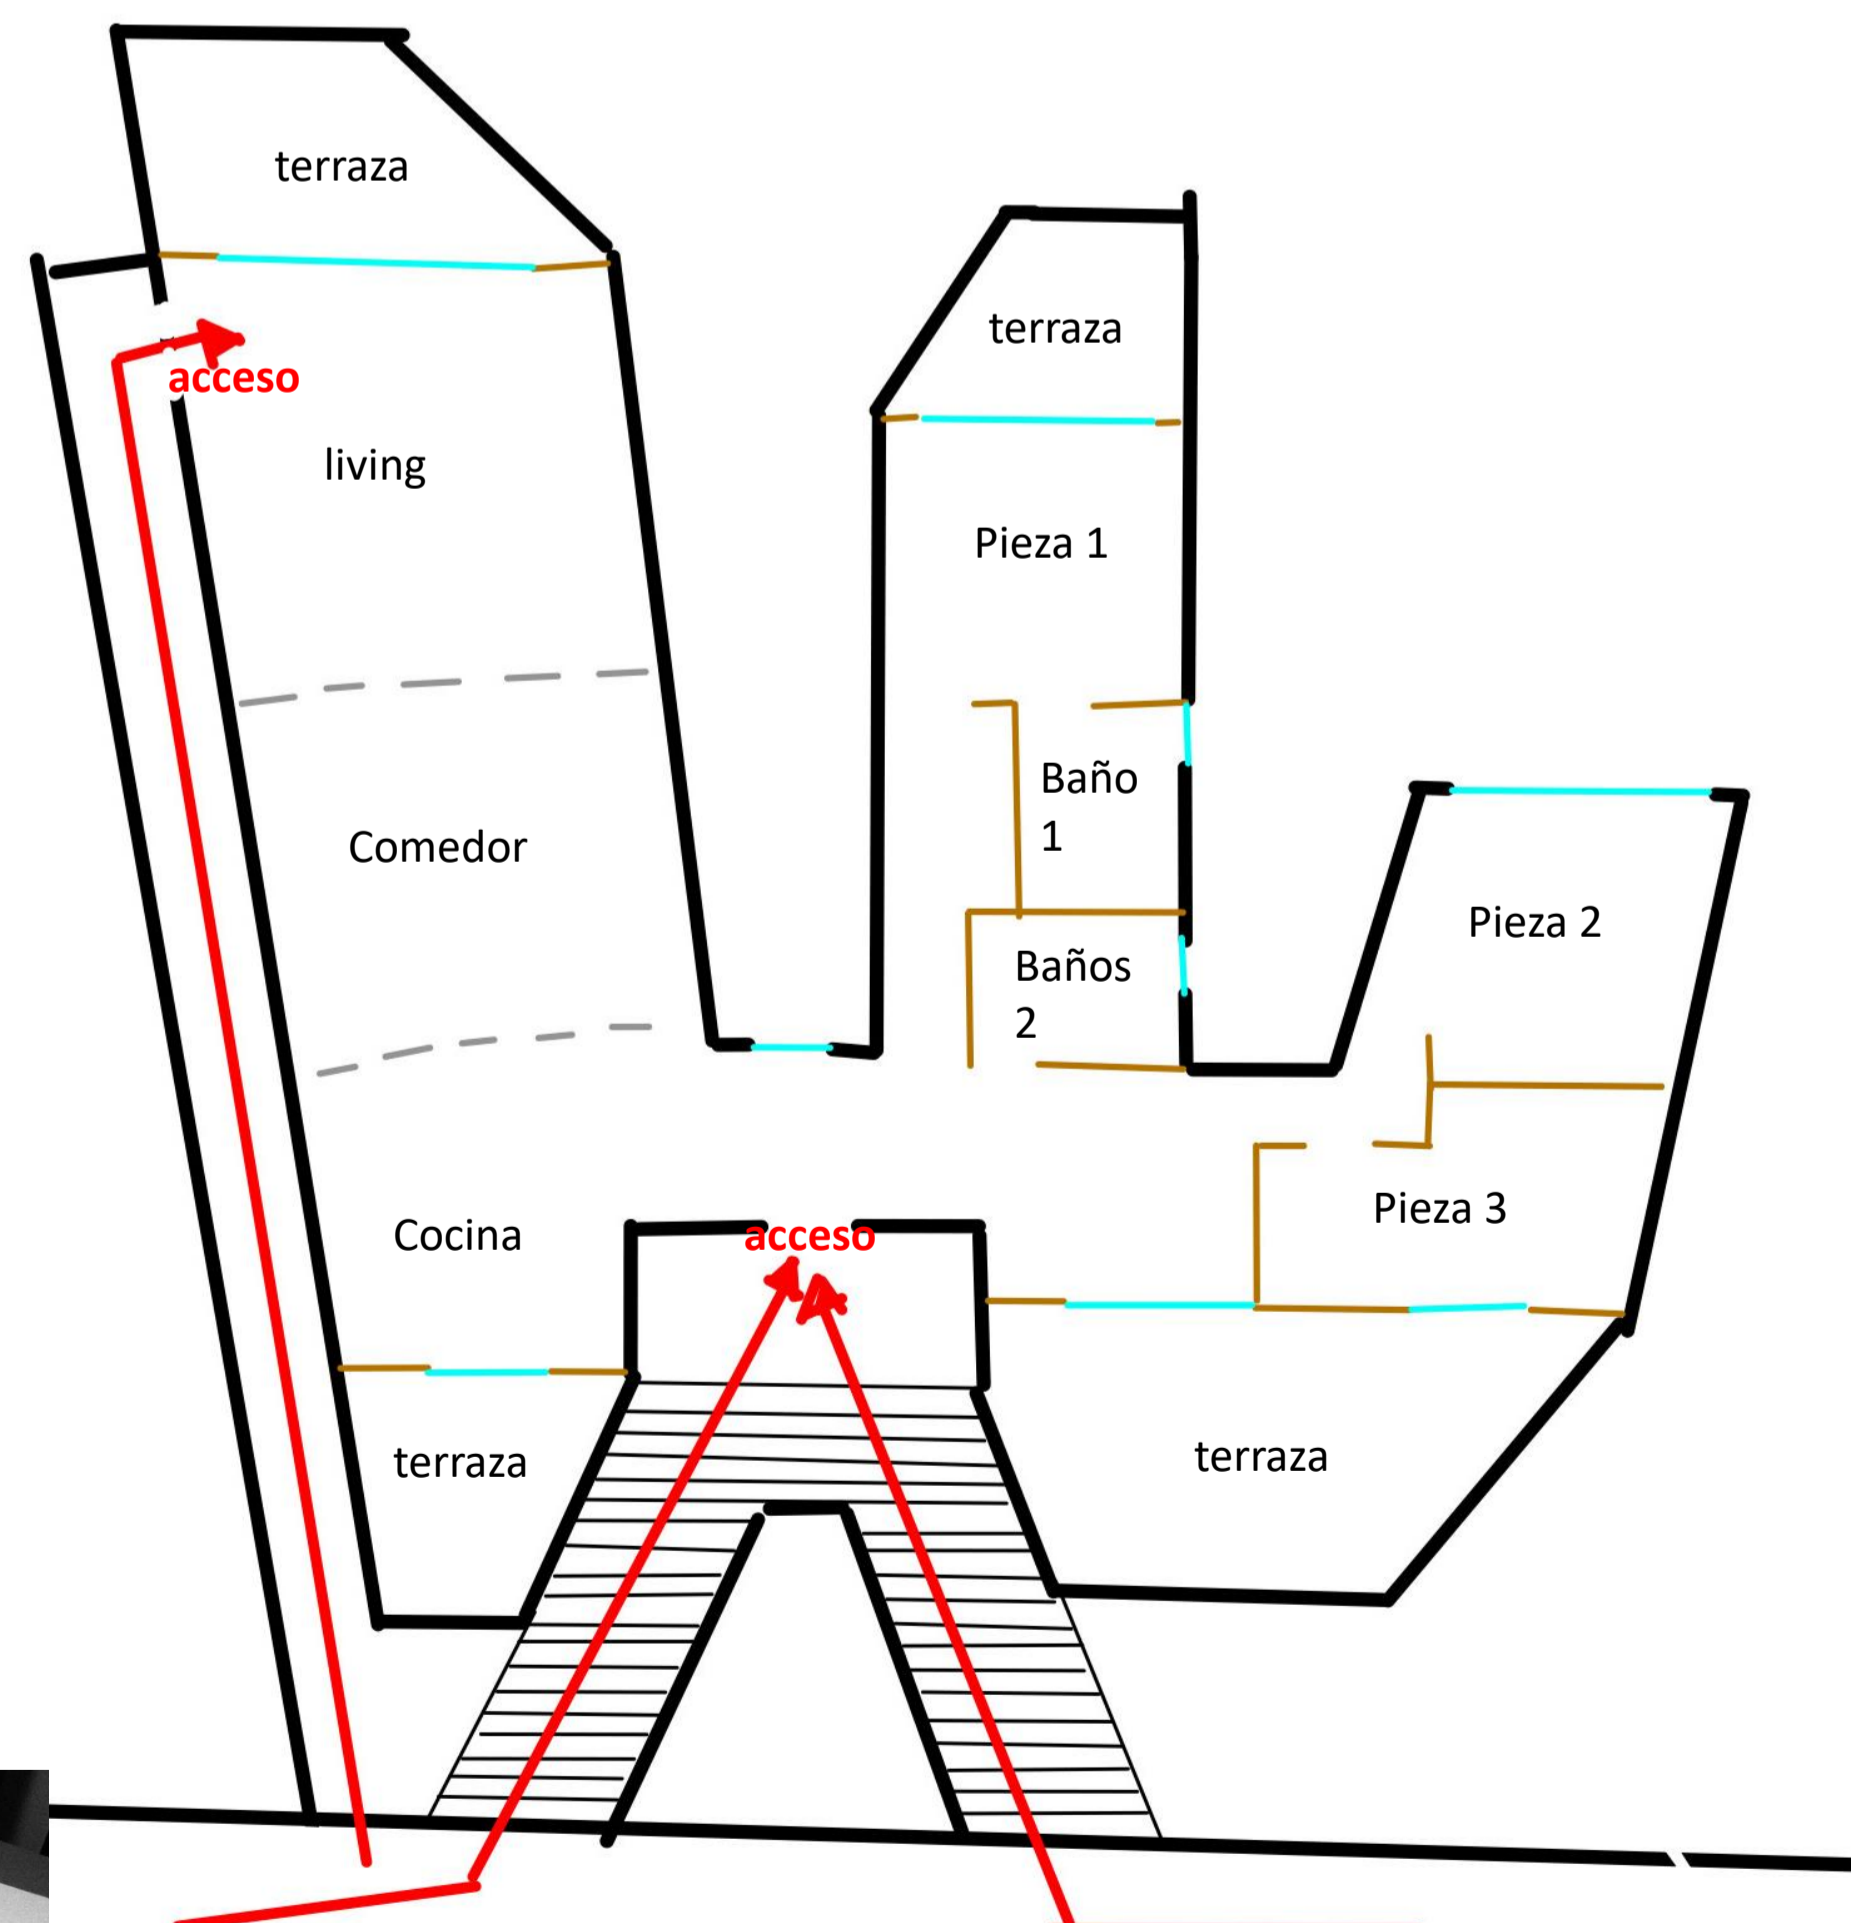 terraza
terraza
acceso
living
Pieza 1
Baño
1
Comedor
Pieza 2
Baños
2
Pieza 3
Cocina
acceso
terraza
terraza